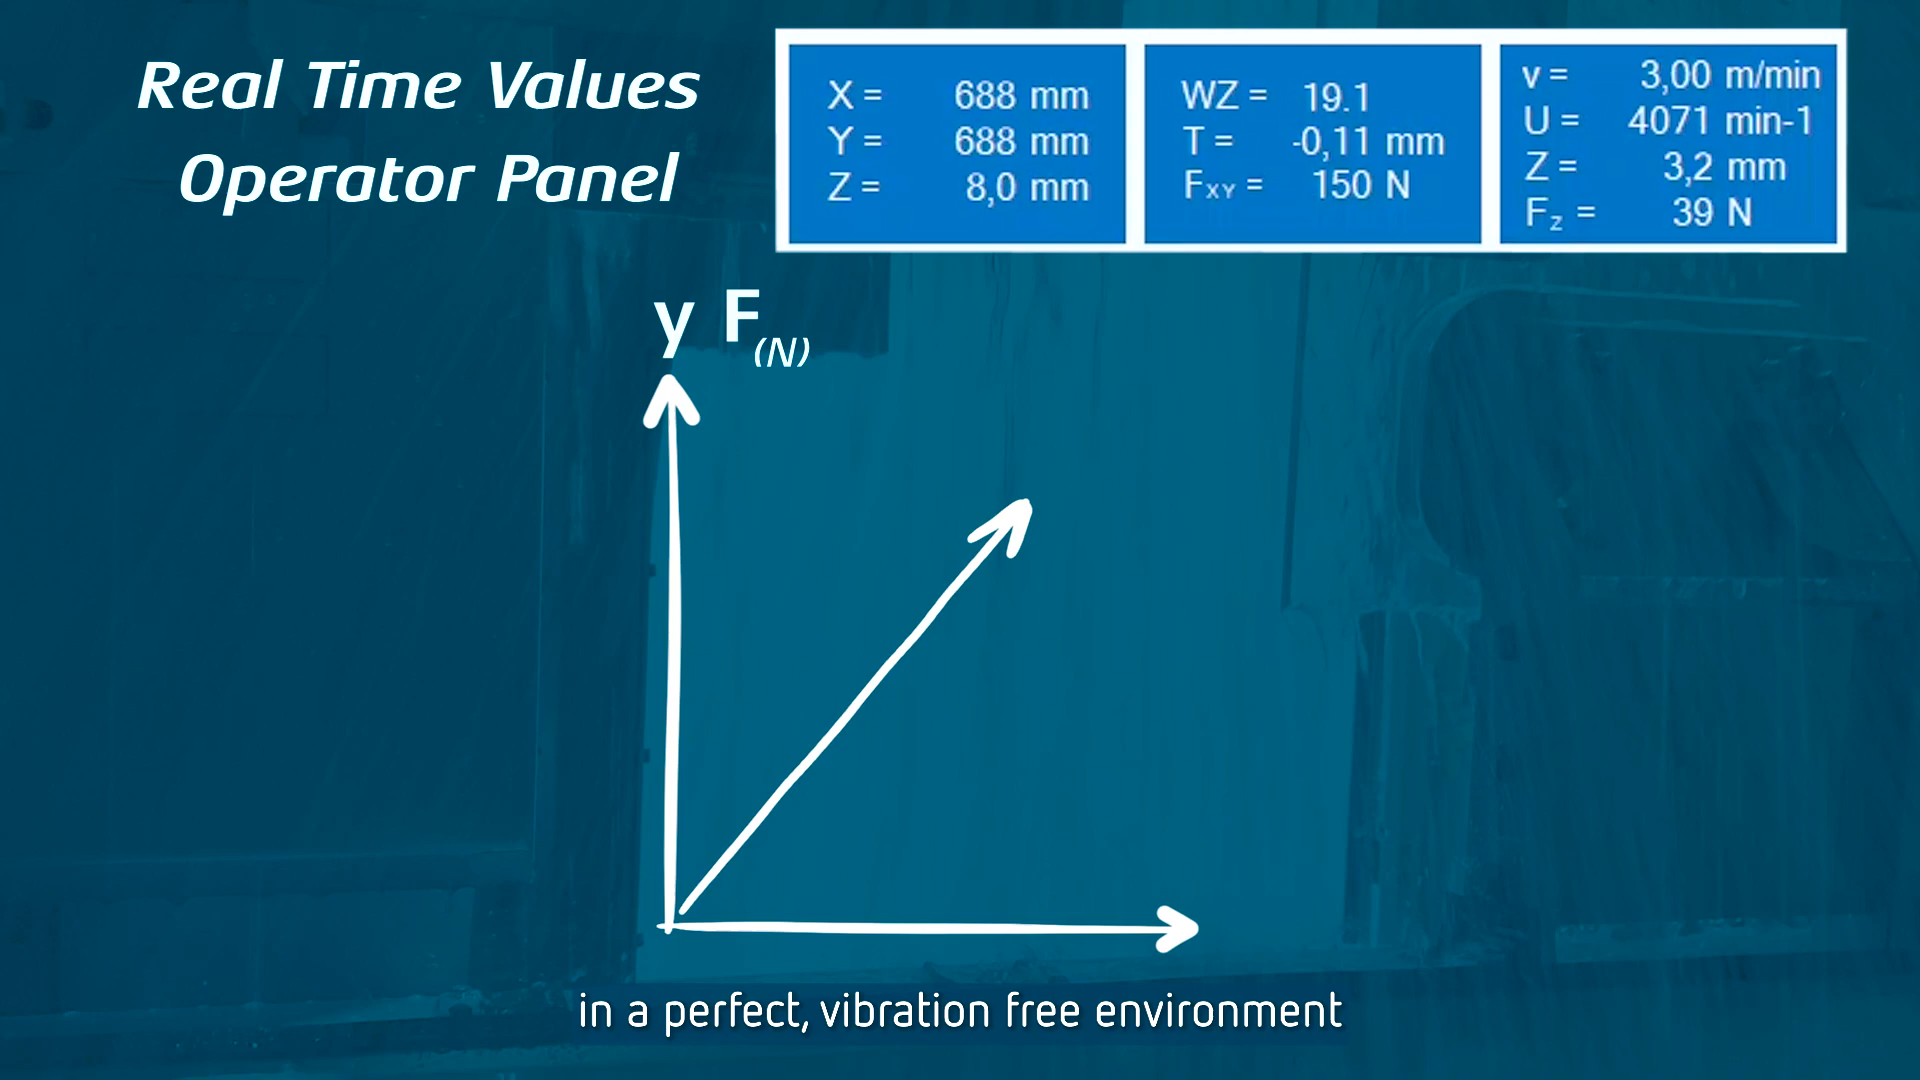 Real Time Values
Operator Panel
X = 688 mm
Y = 688 mm
Z = 8,0 mm
WZ = 19.1
T = -0,11 mm
FXY = 150 N
v = 3,00 m/min
U = 4071 min-1
Z = 3,2 mm
Fz = 39 N
y F(N)
in a perfect, vibration free environment